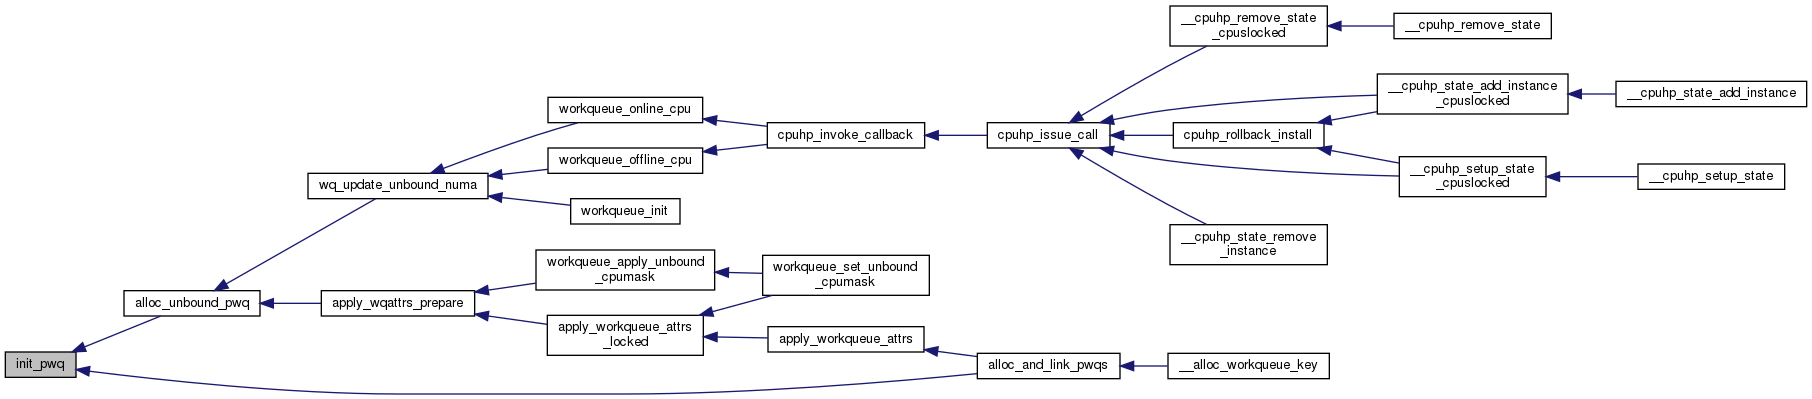 __cpuhp_remove_state
_cpuslocked
__cpuhp_remove_state
__cpuhp_state_add_instance
_cpuslocked
__cpuhp_state_add_instance
workqueue_online_cpu
cpuhp_invoke_callback
cpuhp_issue_call
cpuhp_rollback_install
workqueue_offline_cpu
__cpuhp_setup_state
_cpuslocked
__cpuhp_setup_state
wq_update_unbound_numa
workqueue_init
__cpuhp_state_remove
_instance
workqueue_apply_unbound
_cpumask
workqueue_set_unbound
_cpumask
alloc_unbound_pwq
apply_wqattrs_prepare
apply_workqueue_attrs
_locked
apply_workqueue_attrs
init_pwq
alloc_and_link_pwqs
__alloc_workqueue_key